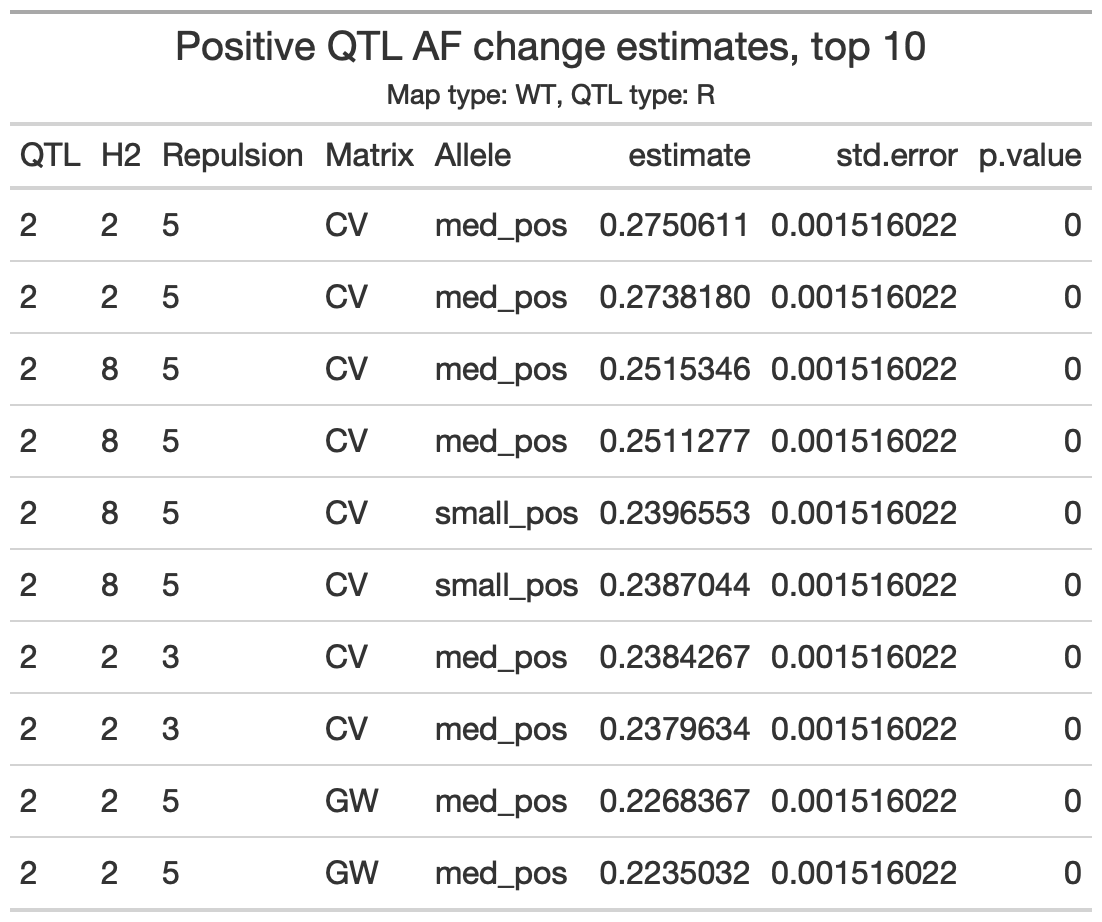 Positive QTL AF change estimates, top 10
Map type: WT, QTL type: R
QTL H2 Repulsion Matrix Allele estimate std.error p.value
2 2 5 CV med_pos 0.2750611 0.001516022 0
2 2 5 CV med_pos 0.2738180 0.001516022 0
2 8 5 CV med_pos 0.2515346 0.001516022 0
2 8 5 CV med_pos 0.2511277 0.001516022 0
2 8 5 CV small_pos 0.2396553 0.001516022 0
2 8 5 CV small_pos 0.2387044 0.001516022 0
2 2 3 CV med_pos 0.2384267 0.001516022 0
2 2 3 CV med_pos 0.2379634 0.001516022 0
2 2 5 GW med_pos 0.2268367 0.001516022 0
2 2 5 GW med_pos 0.2235032 0.001516022 0